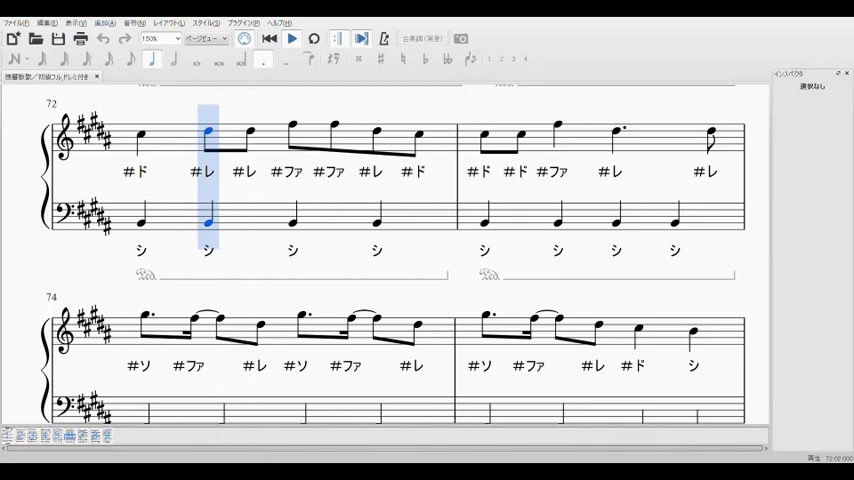 ファイル(F) 編集(E) 表示(V) 追加(A) 音符(N) レイアウト(L) スタイル(S) プラグイン(P) ヘルプ(H)
150% ページビュー 合奏調(実音)
1 2 3 4
残響散歌／初級フル,ドレミ付き ×
インスペクタ
選択なし
72
#ド #レ #レ #ファ #ファ #レ #ド #ド #ド #ファ #レ #レ
シ シ シ シ シ シ シ シ
74
#ソ #ファ #レ #ソ #ファ #レ #ソ #ファ #レ #ド シ
再生 72:02:000